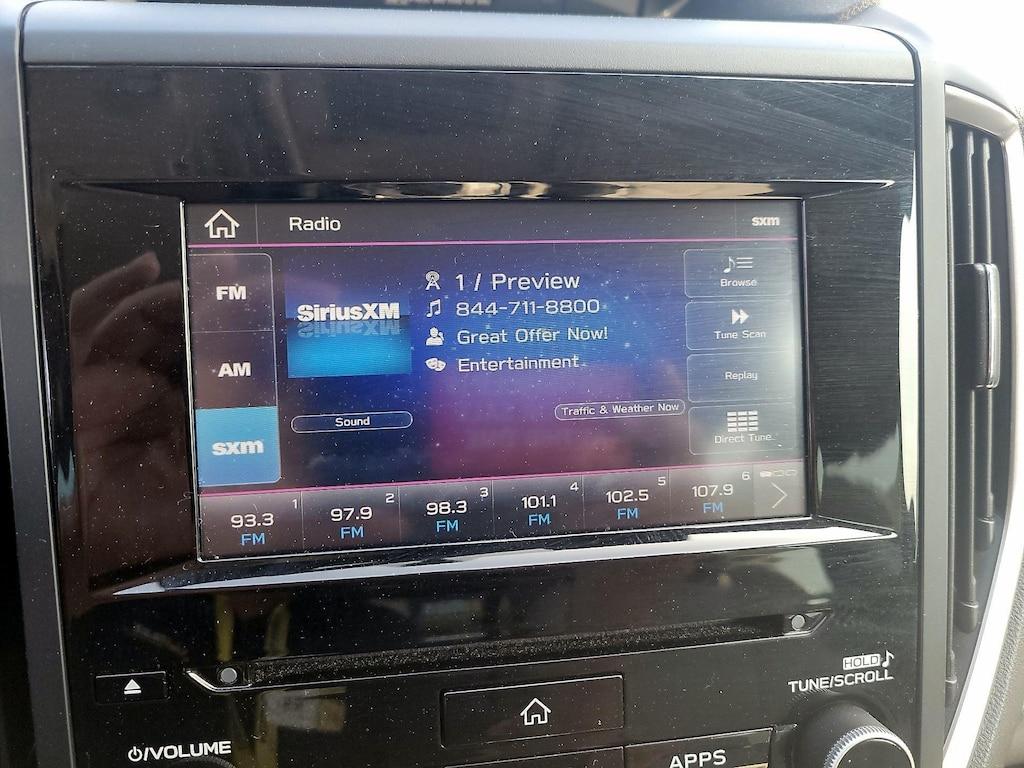 Radio
sxm
FM
AM
sxm
SiriusXM
1 / Preview
844-711-8800
Great Offer Now!
Entertainment
Sound
Traffic & Weather Now
Browse
Tune Scan
Replay
Direct Tune
1
93.3
FM
2
97.9
FM
3
98.3
FM
4
101.1
FM
5
102.5
FM
6
107.9
FM
HOLD
TUNE/SCROLL
/VOLUME
APPS